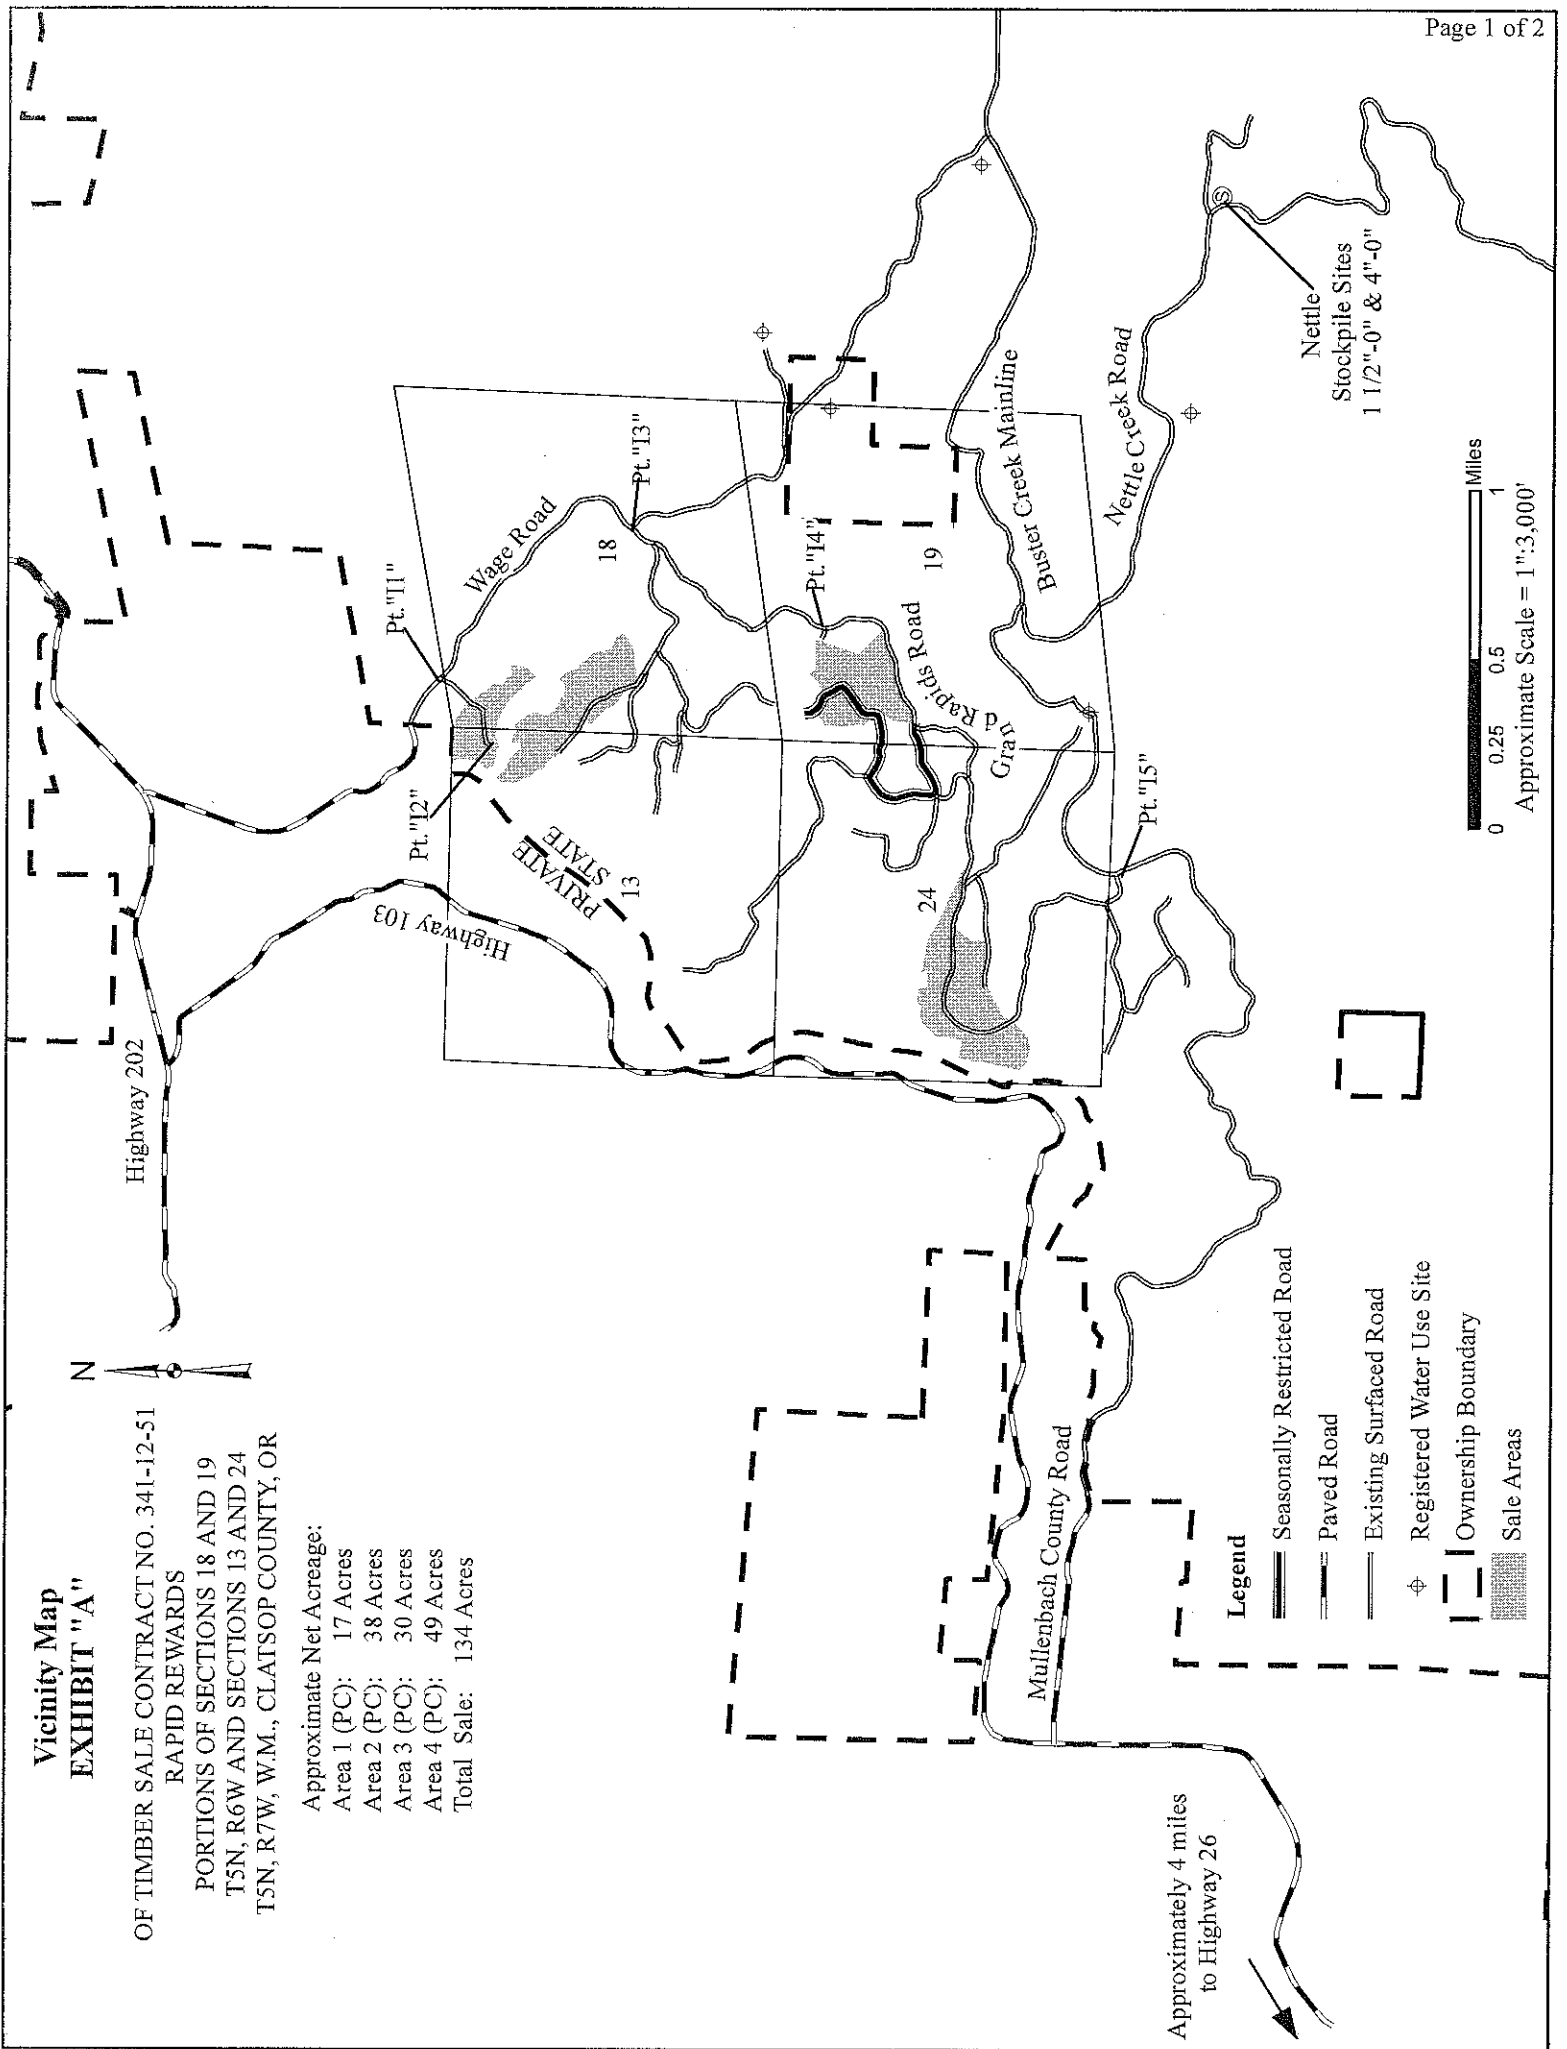 Page 1 of 2
Vicinity Map
EXHIBIT "A"
OF TIMBER SALE CONTRACT NO. 341-12-51
RAPID REWARDS
PORTIONS OF SECTIONS 18 AND 19
T5N, R6W AND SECTIONS 13 AND 24
T5N, R7W, W.M., CLATSOP COUNTY, OR
Approximate Net Acreage:
Area 1 (PC): 17 Acres
Area 2 (PC): 38 Acres
Area 3 (PC): 30 Acres
Area 4 (PC): 49 Acres
Total Sale: 134 Acres
N
Highway 202
Highway 103
PRIVATE
STATE
13
Pt."I2"
Pt."I1"
Wage Road
18
Pt."I3"
Pt."I4"
19
Grand Rapids Road
24
Buster Creek Mainline
Nettle Creek Road
Pt."I5"
S
Nettle
Stockpile Sites
1 1/2"-0" & 4"-0"
Mullenbach County Road
Approximately 4 miles
to Highway 26
Legend
Seasonally Restricted Road
Paved Road
Existing Surfaced Road
Registered Water Use Site
Ownership Boundary
Sale Areas
0 0.25 0.5 1 Miles
Approximate Scale = 1":3,000'